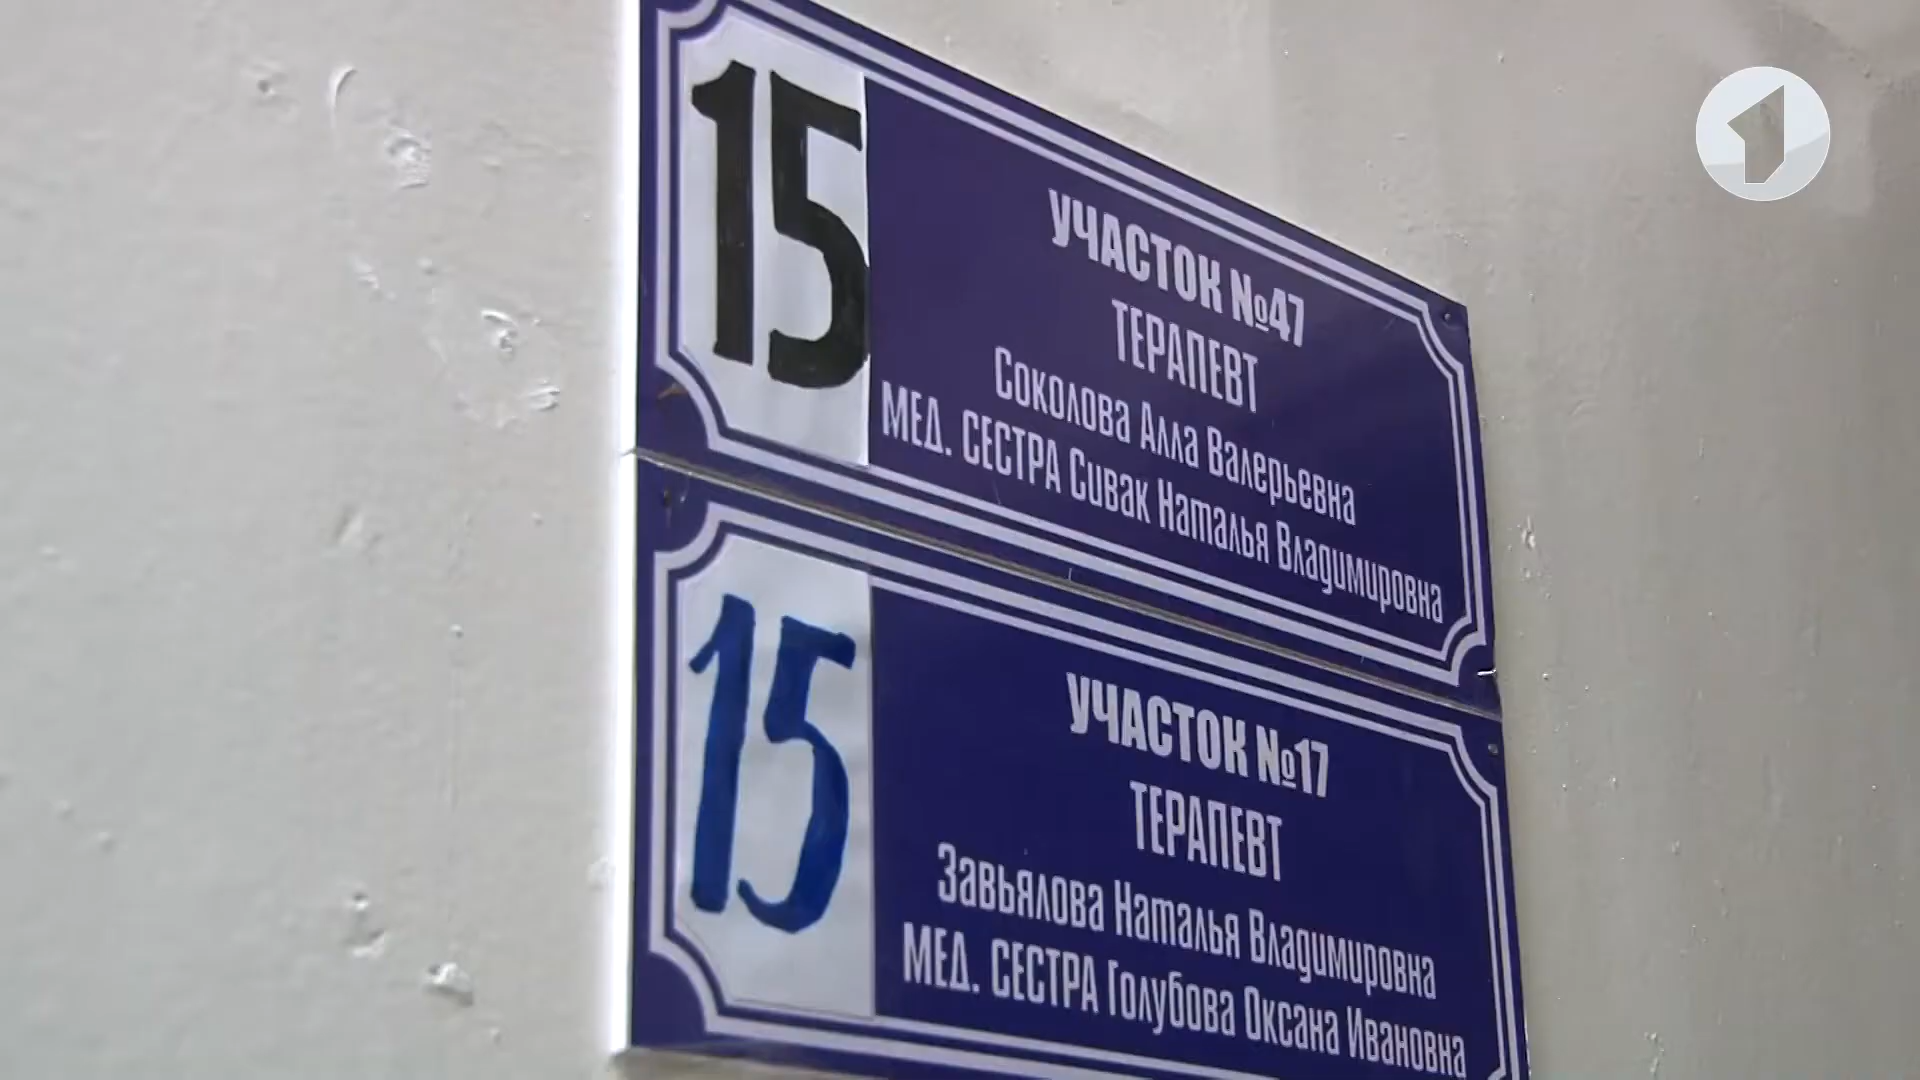 15
УЧАСТОК №47
ТЕРАПЕВТ
Соколова Алла Валерьевна
МЕД. СЕСТРА Сивак Наталья Владимировна
15
УЧАСТОК №17
ТЕРАПЕВТ
Завьялова Наталья Владимировна
МЕД. СЕСТРА Голубова Оксана Ивановна